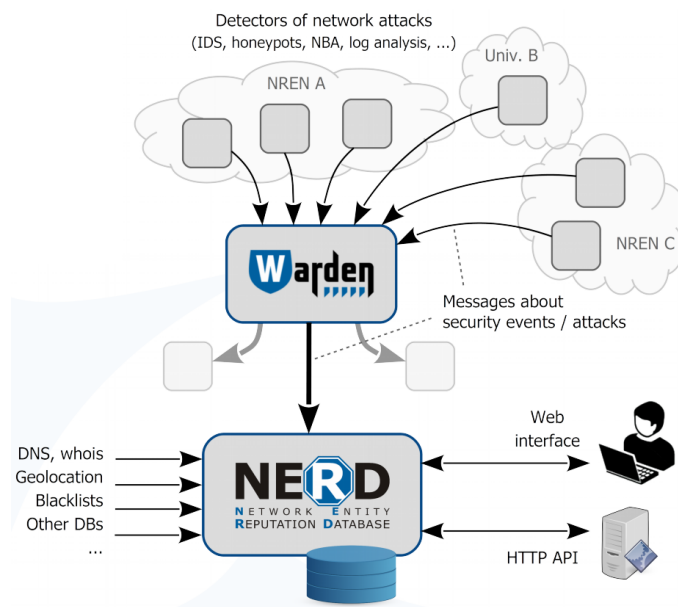 Detectors of network attacks
(IDS, honeypots, NBA, log analysis, ...)
NREN A
Univ. B
NREN C
Warden
Messages about
security events / attacks
DNS, whois
Geolocation
Blacklists
Other DBs
...
NERD
NETWORK ENTITY
REPUTATION DATABASE
Web
interface
HTTP API